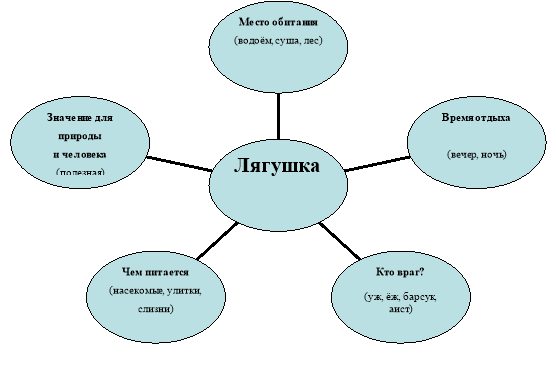 Место обитания
(водоём, суша, лес)
Значение для
природы
и человека
(полезная)
Время отдыха
(вечер, ночь)
Лягушка
Чем питается
(насекомые, улитки,
слизни)
Кто враг?
(уж, ёж, барсук,
аист)